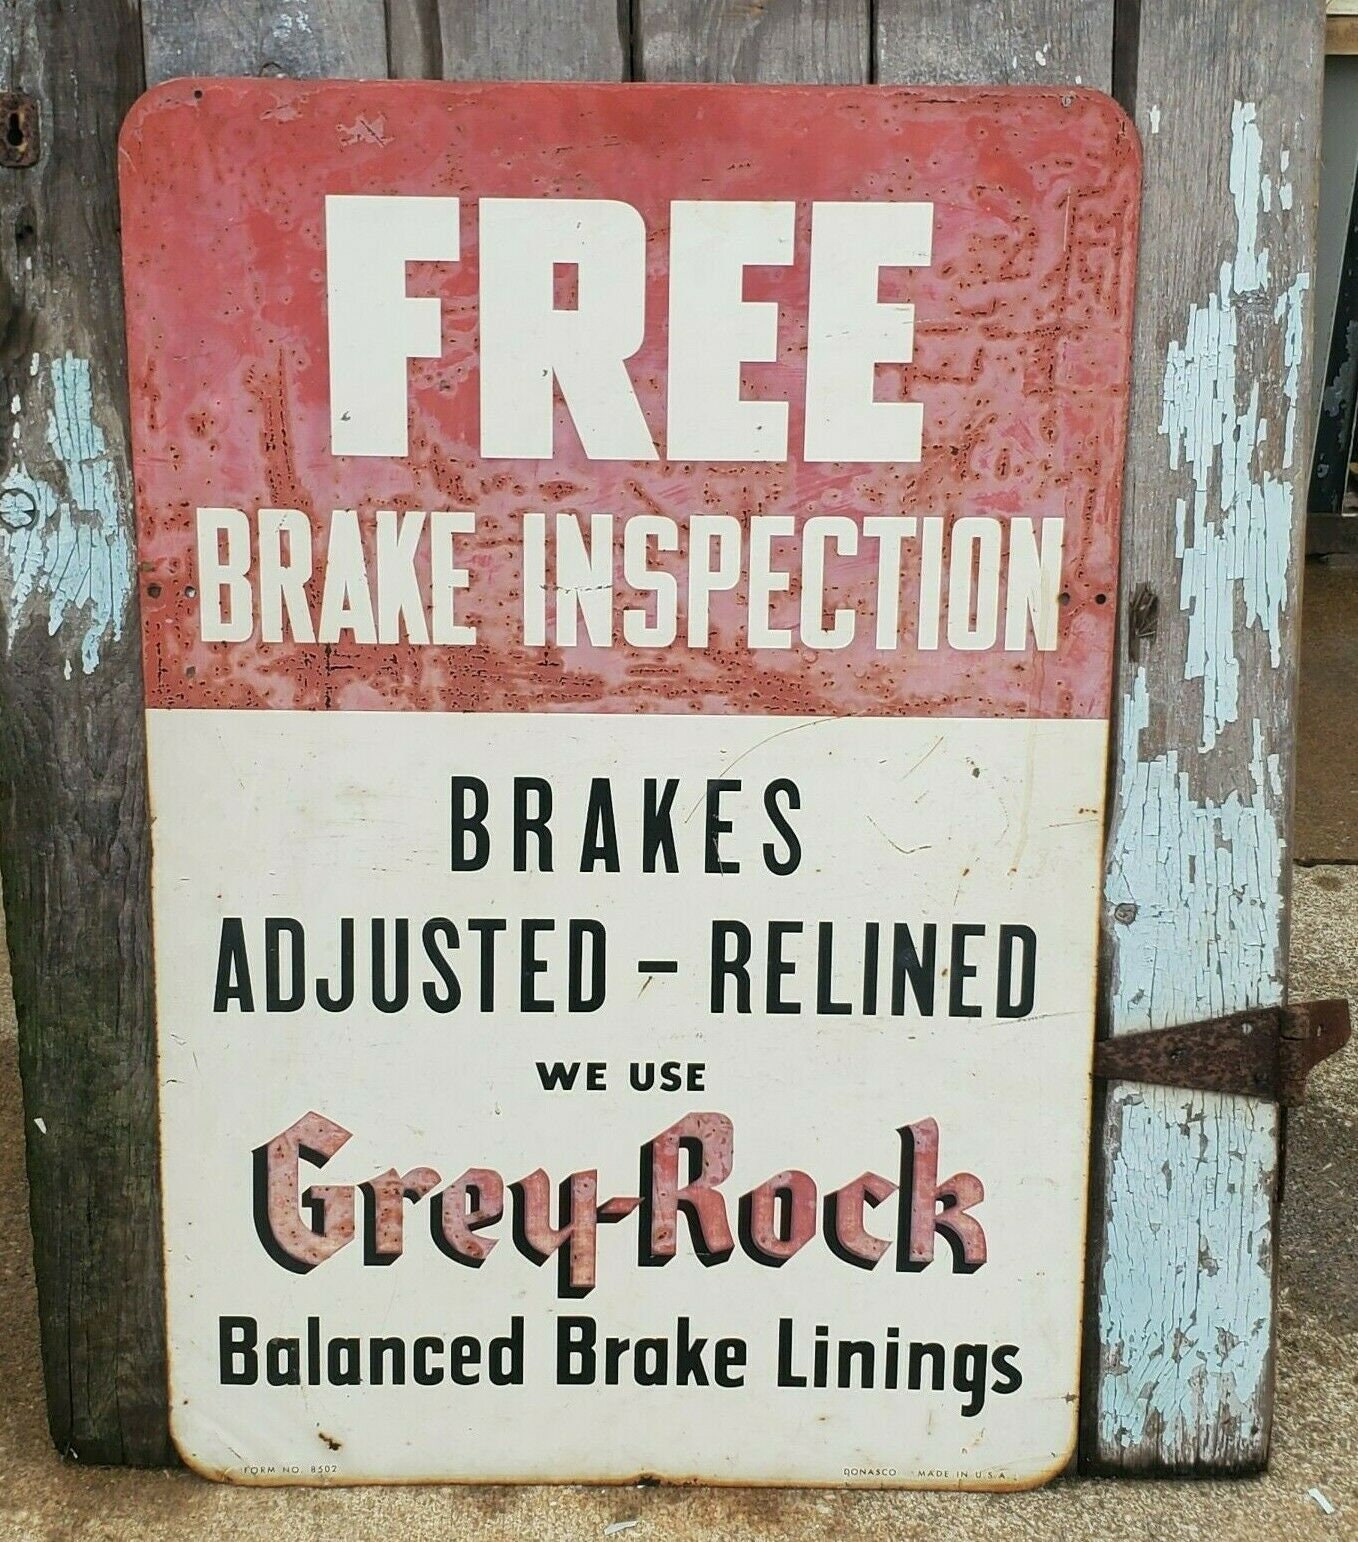 FREE
BRAKE INSPECTION
BRAKES
ADJUSTED – RELINED
WE USE
Grey-Rock
Balanced Brake Linings
FORM NO. 8502 DONASCO MADE IN U.S.A.